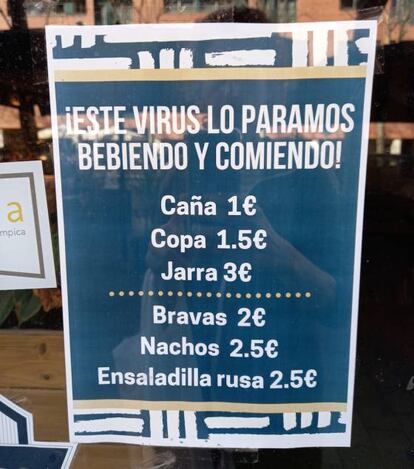 ¡ESTE VIRUS LO PARAMOS
BEBIENDO Y COMIENDO!
Caña 1€
Copa 1.5€
Jarra 3€
Bravas 2€
Nachos 2.5€
Ensaladilla rusa 2.5€
a
mpica